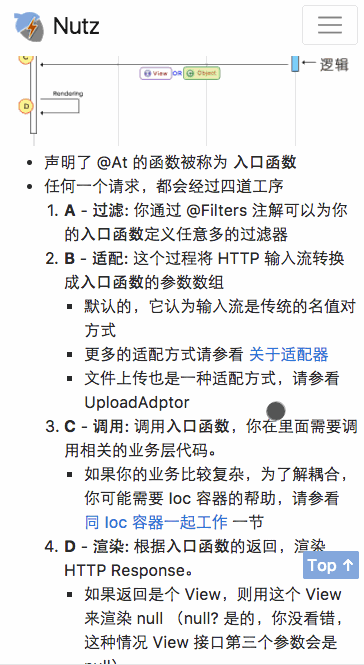 Nutz
C
View OR Object
逻辑
Rendering
D
• 声明了 @At 的函数被称为 入口函数
• 任何一个请求，都会经过四道工序
1. A - 过滤: 你通过 @Filters 注解可以为你
的入口函数定义任意多的过滤器
2. B - 适配: 这个过程将 HTTP 输入流转换
成入口函数的参数数组
▪ 默认的，它认为输入流是传统的名值对
方式
▪ 更多的适配方式请参看 关于适配器
▪ 文件上传也是一种适配方式，请参看
UploadAdptor
3. C - 调用: 调用入口函数，你在里面需要调
用相关的业务层代码。
▪ 如果你的业务比较复杂，为了解耦合，
你可能需要 Ioc 容器的帮助，请参看
同 Ioc 容器一起工作 一节
4. D - 渲染: 根据入口函数的返回，渲染
HTTP Response。
Top ↑
▪ 如果返回是个 View，则用这个 View
来渲染 null （null? 是的，你没看错，
这种情况 View 接口第三个参数会是
null）